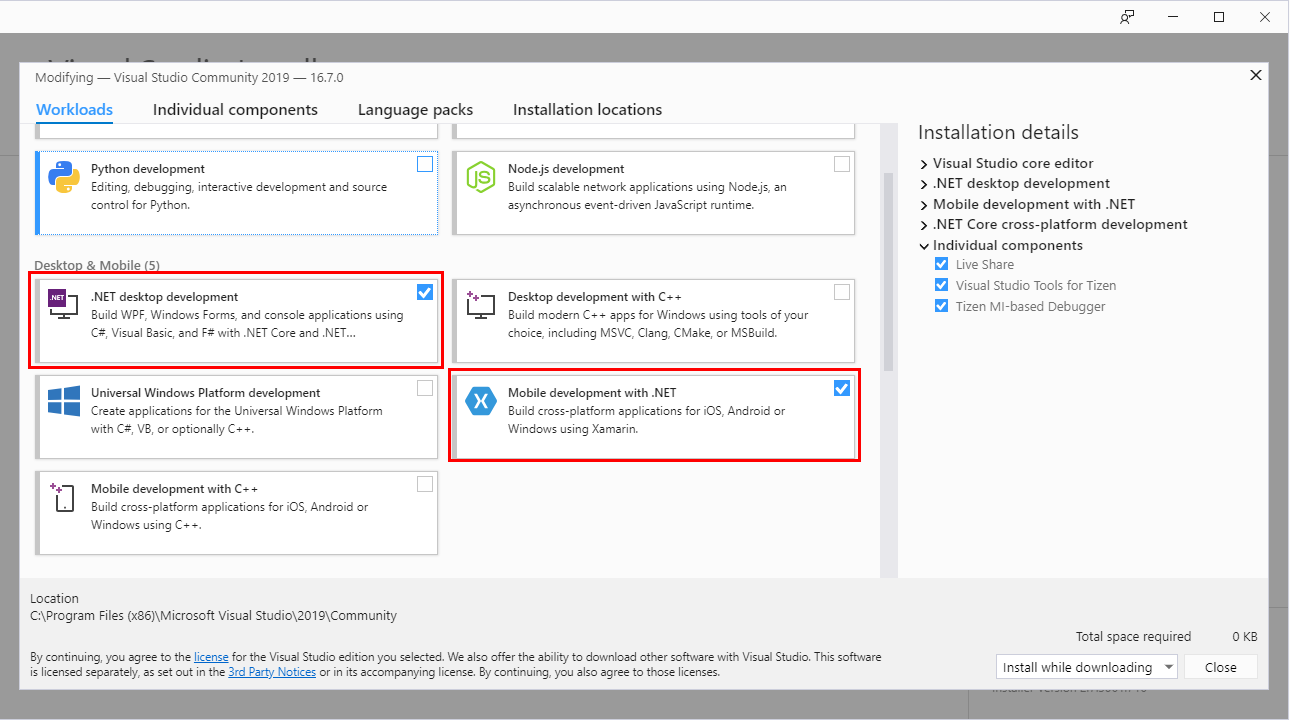 Modifying — Visual Studio Community 2019 — 16.7.0
Workloads
Individual components
Language packs
Installation locations
Python development
Editing, debugging, interactive development and source
control for Python.
Node.js development
Build scalable network applications using Node.js, an
asynchronous event-driven JavaScript runtime.
Desktop & Mobile (5)
.NET
.NET desktop development
Build WPF, Windows Forms, and console applications using
C#, Visual Basic, and F# with .NET Core and .NET...
Desktop development with C++
Build modern C++ apps for Windows using tools of your
choice, including MSVC, Clang, CMake, or MSBuild.
Universal Windows Platform development
Create applications for the Universal Windows Platform
with C#, VB, or optionally C++.
Mobile development with .NET
Build cross-platform applications for iOS, Android or
Windows using Xamarin.
Mobile development with C++
Build cross-platform applications for iOS, Android or
Windows using C++.
Installation details
Visual Studio core editor
.NET desktop development
Mobile development with .NET
.NET Core cross-platform development
Individual components
Live Share
Visual Studio Tools for Tizen
Tizen MI-based Debugger
Location
C:\Program Files (x86)\Microsoft Visual Studio\2019\Community
Total space required 0 KB
By continuing, you agree to the license for the Visual Studio edition you selected. We also offer the ability to download other software with Visual Studio. This software
is licensed separately, as set out in the 3rd Party Notices or in its accompanying license. By continuing, you also agree to those licenses.
Install while downloading
Close